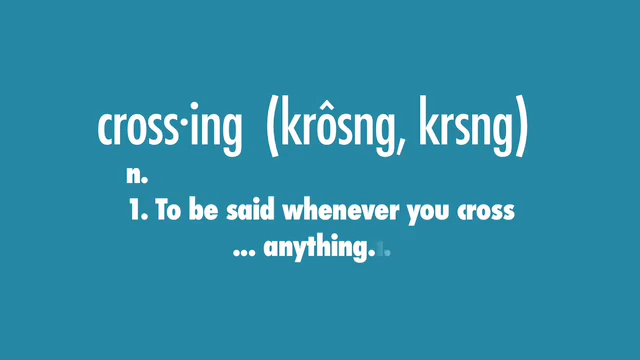 cross·ing (krôsng, krsng)
n.
1. To be said whenever you cross
... anything.